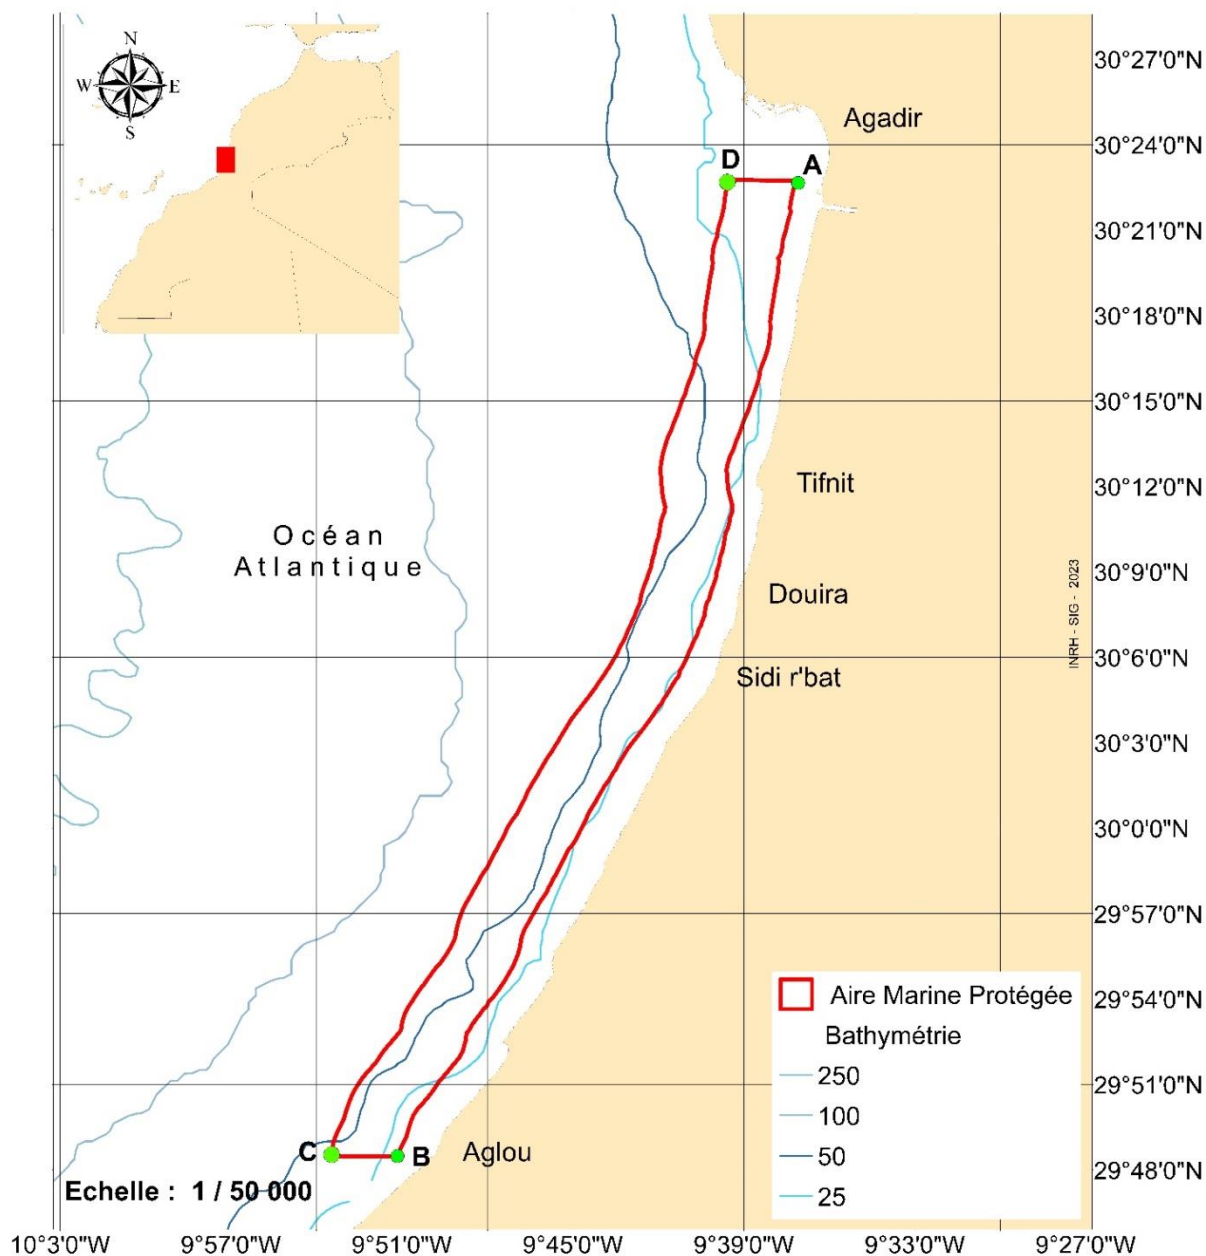 N
W E
S
Agadir
D
A
Tifnit
Océan
Atlantique
Douira
Sidi r'bat
INRH - SIG - 2023
C
B
Aglou
Echelle : 1 / 50 000
Aire Marine Protégée
Bathymétrie
250
100
50
25
30°27'0"N
30°24'0"N
30°21'0"N
30°18'0"N
30°15'0"N
30°12'0"N
30°9'0"N
30°6'0"N
30°3'0"N
30°0'0"N
29°57'0"N
29°54'0"N
29°51'0"N
29°48'0"N
10°3'0"W 9°57'0"W 9°51'0"W 9°45'0"W 9°39'0"W 9°33'0"W 9°27'0"W